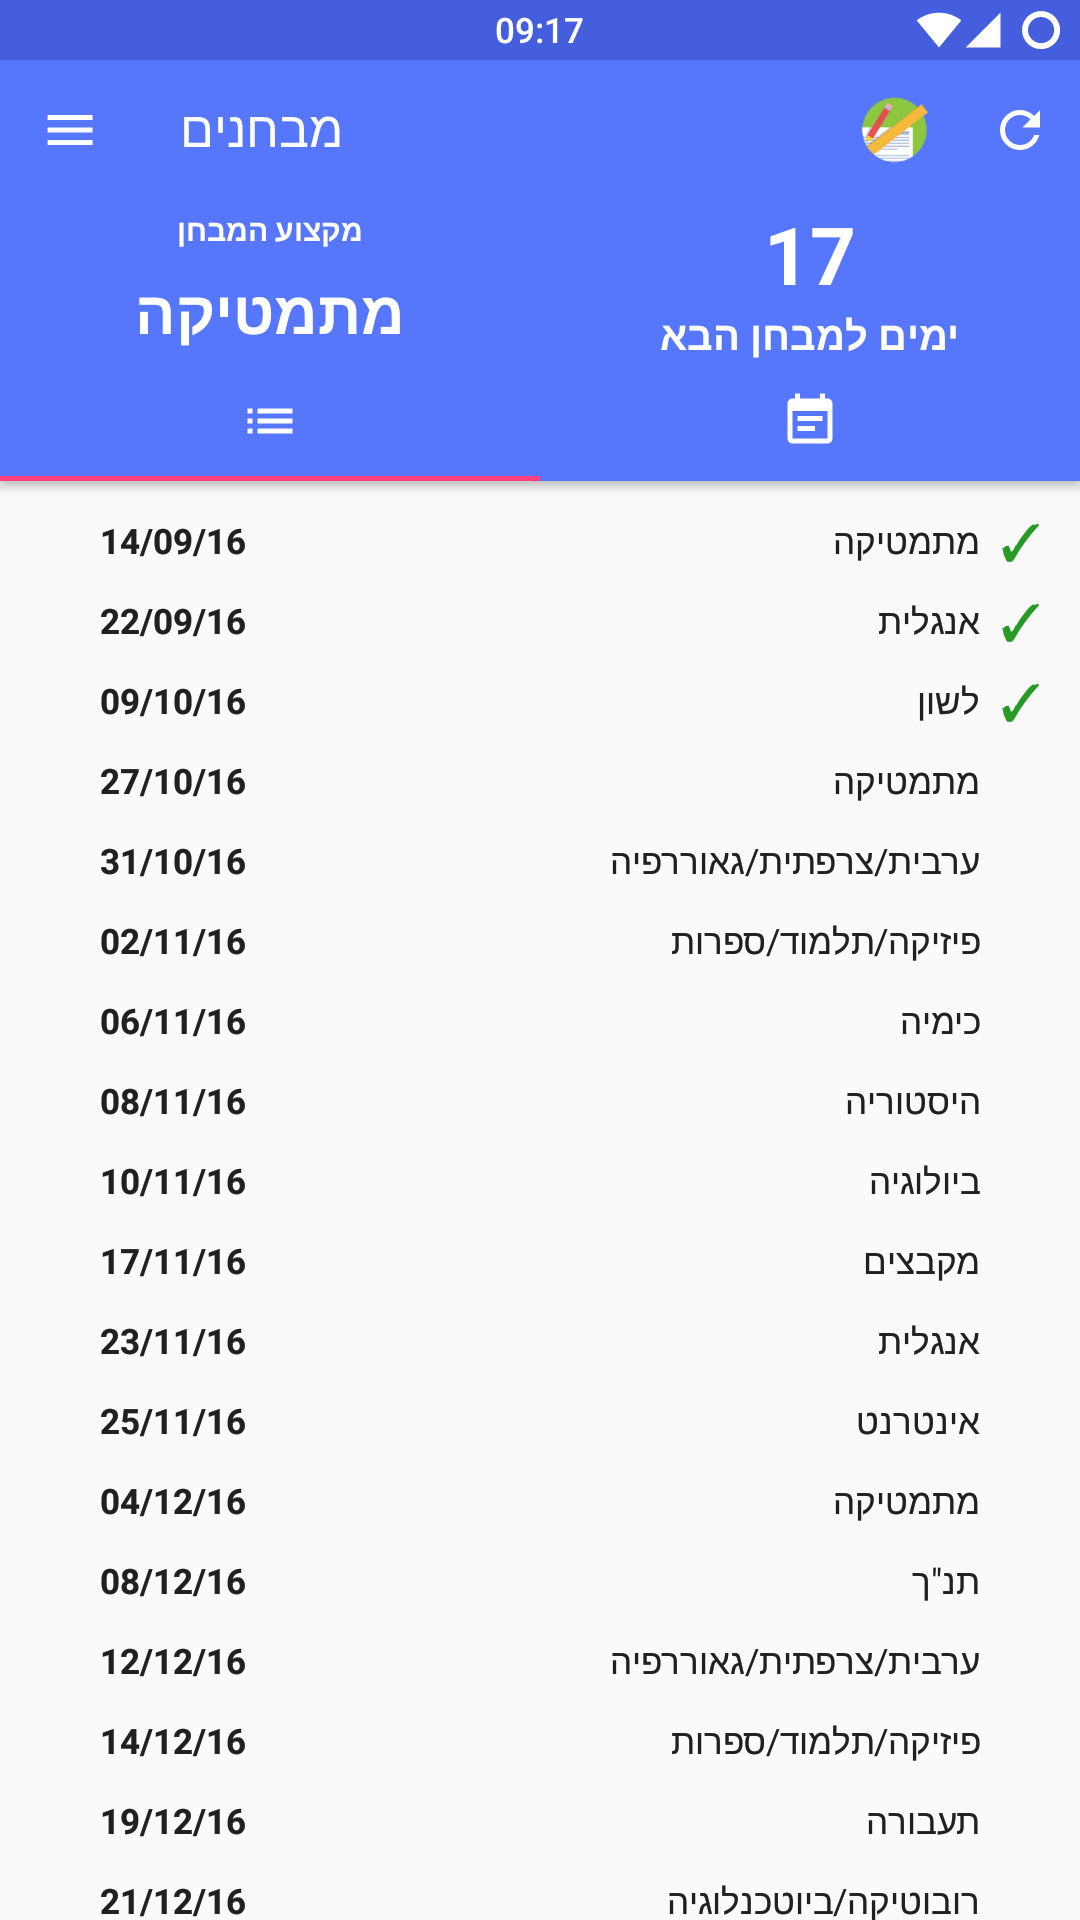 09:17
מבחנים
17
ימים למבחן הבא
מקצוע המבחן
מתמטיקה
✓ מתמטיקה 14/09/16
✓ אנגלית 22/09/16
✓ לשון 09/10/16
מתמטיקה 27/10/16
ערבית/צרפתית/גאוררפיה 31/10/16
פיזיקה/תלמוד/ספרות 02/11/16
כימיה 06/11/16
היסטוריה 08/11/16
ביולוגיה 10/11/16
מקבצים 17/11/16
אנגלית 23/11/16
אינטרנט 25/11/16
מתמטיקה 04/12/16
תנ"ך 08/12/16
ערבית/צרפתית/גאוררפיה 12/12/16
פיזיקה/תלמוד/ספרות 14/12/16
תעבורה 19/12/16
רובוטיקה/ביוטכנלוגיה 21/12/16